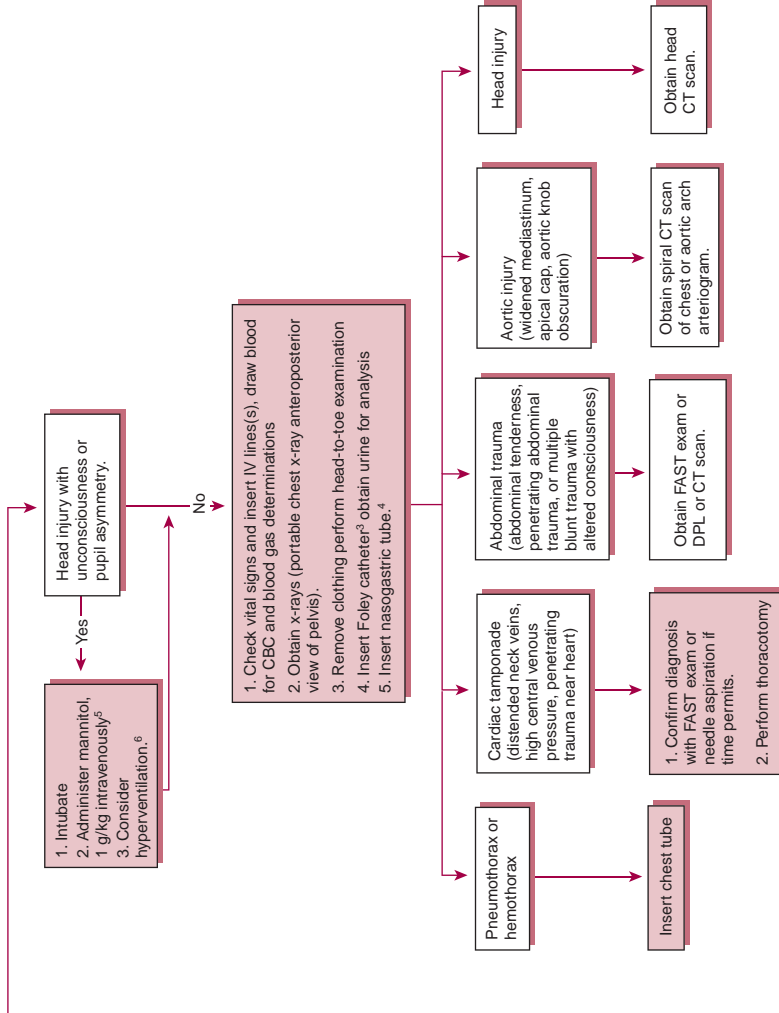 Head injury with
unconsciousness or
pupil asymmetry.
Yes
No
1. Intubate
2. Administer mannitol,
1 g/kg intravenously⁵
3. Consider
hyperventilation.⁶
1. Check vital signs and insert IV lines(s), draw blood
for CBC and blood gas determinations
2. Obtain x-rays (portable chest x-ray anteroposterior
view of pelvis).
3. Remove clothing perform head-to-toe examination
4. Insert Foley catheter³ obtain urine for analysis
5. Insert nasogastric tube.⁴
Pneumothorax or
hemothorax
Insert chest tube
Cardiac tamponade
(distended neck veins,
high central venous
pressure, penetrating
trauma near heart)
1. Confirm diagnosis
with FAST exam or
needle aspiration if
time permits.
2. Perform thoracotomy
Abdominal trauma
(abdominal tenderness,
penetrating abdominal
trauma, or multiple
blunt trauma with
altered consciousness)
Obtain FAST exam or
DPL or CT scan.
Aortic injury
(widened mediastinum,
apical cap, aortic knob
obscuration)
Obtain spiral CT scan
of chest or aortic arch
arteriogram.
Head injury
Obtain head
CT scan.